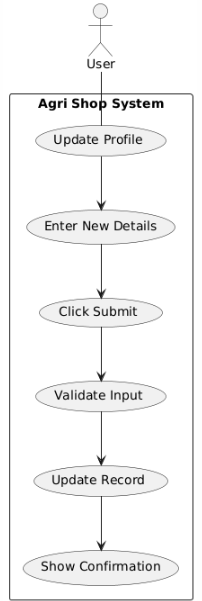 User
Agri Shop System
Update Profile
Enter New Details
Click Submit
Validate Input
Update Record
Show Confirmation